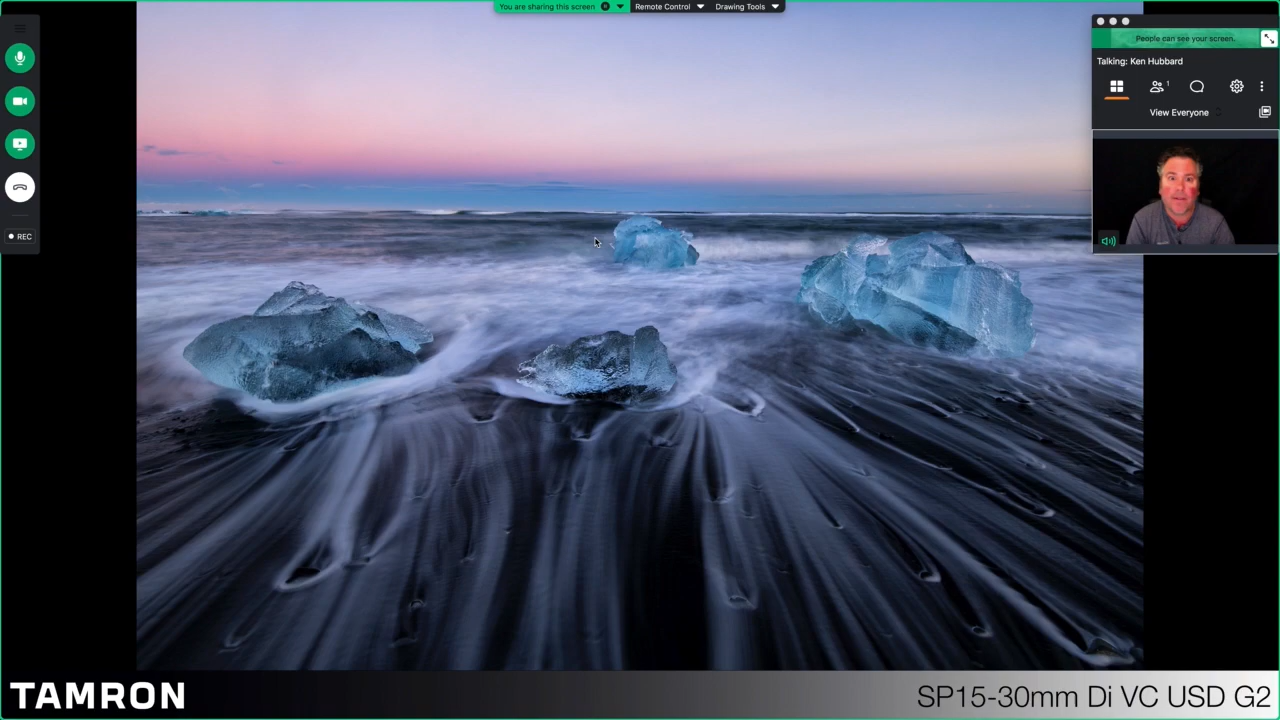 You are sharing this screen
Remote Control
Drawing Tools
People can see your screen.
Talking: Ken Hubbard
1
View Everyone
REC
TAMRON
SP15-30mm Di VC USD G2